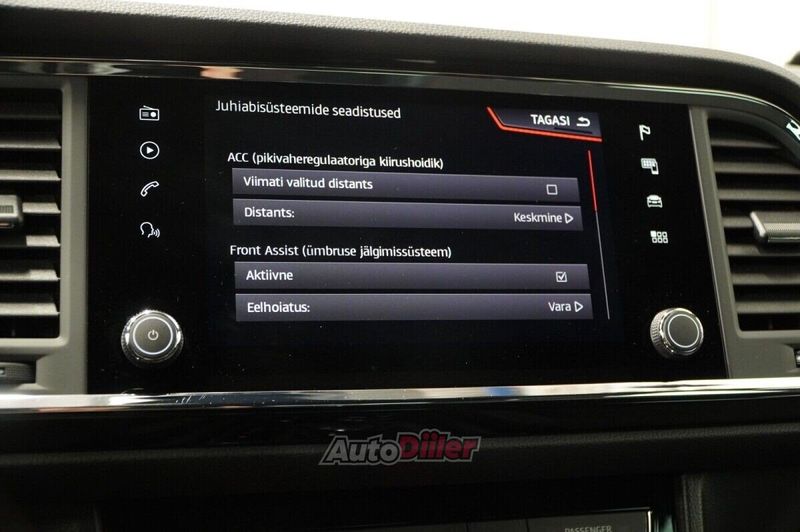 Juhiabisüsteemide seadistused
TAGASI
ACC (pikivaheregulaatoriga kiirushoidik)
Viimati valitud distants
Distants: Keskmine
Front Assist (ümbruse jälgimissüsteem)
Aktiivne
Eelhoiatus: Vara
AutoDiiler
PASSENGER